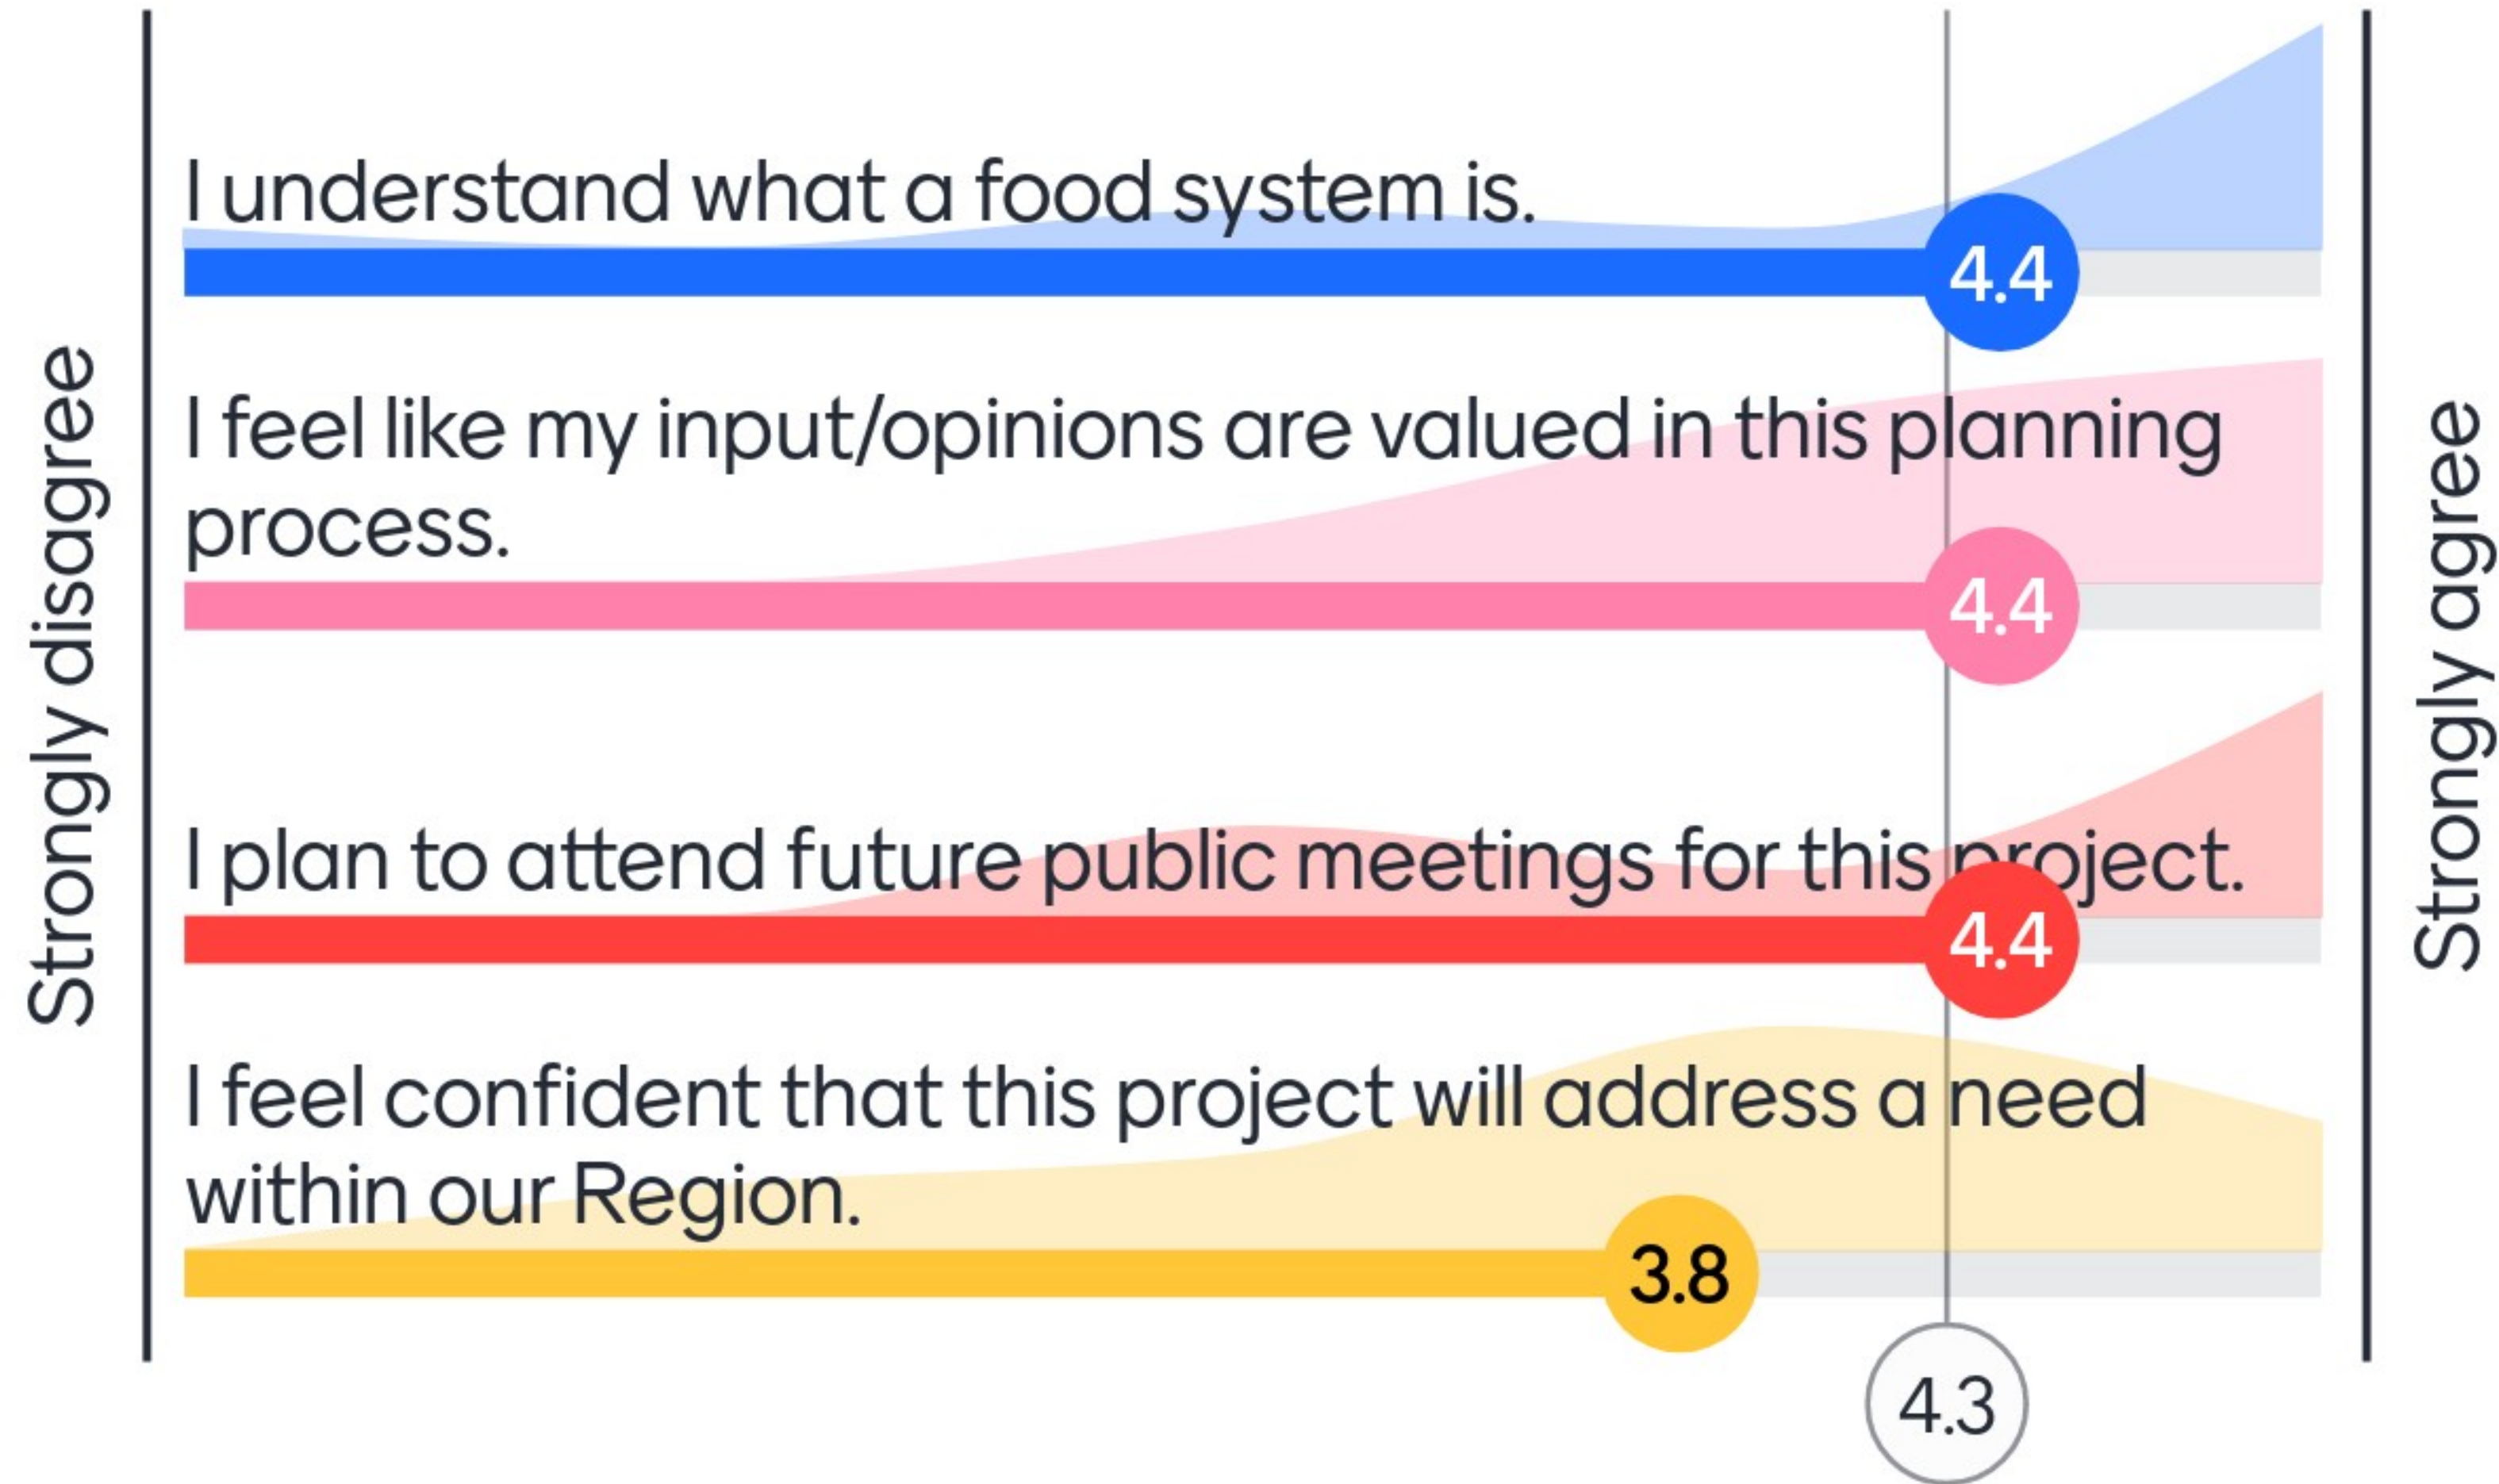 Strongly disagree
I understand what a food system is.
4.4
I feel like my input/opinions are valued in this planning
process.
4.4
I plan to attend future public meetings for this project.
4.4
I feel confident that this project will address a need
within our Region.
3.8
4.3
Strongly agree